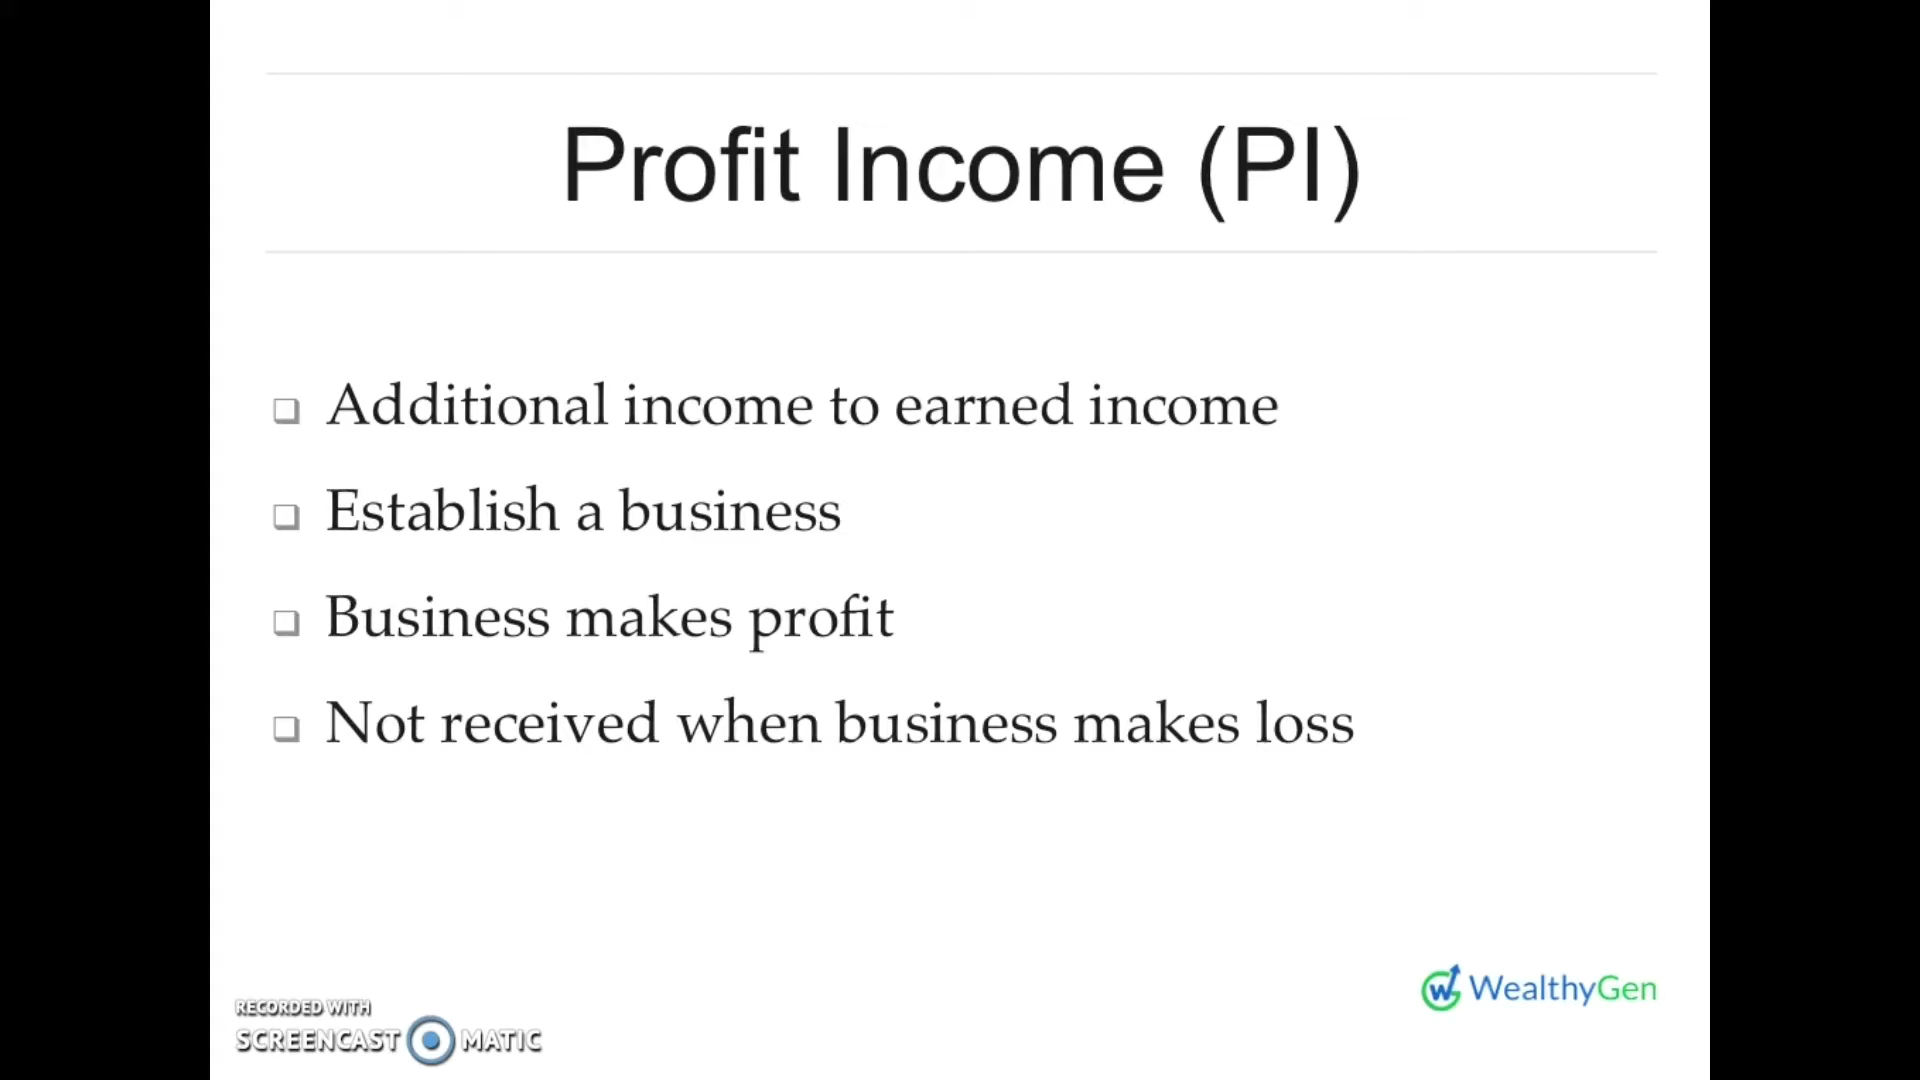 Profit Income (PI)
Additional income to earned income
Establish a business
Business makes profit
Not received when business makes loss
WealthyGen
RECORDED WITH
SCREENCAST MATIC